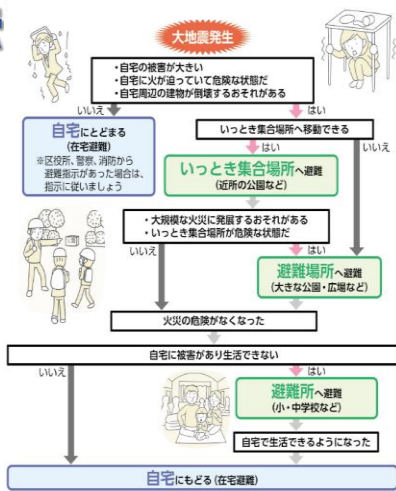 大地震発生
・自宅の被害が大きい
・自宅に火が迫っていて危険な状態だ
・自宅周辺の建物が倒壊するおそれがある
いいえ
はい
自宅にとどまる
(在宅避難)
※区役所、警察、消防から
避難指示があった場合は、
指示に従いましょう
いっとき集合場所へ移動できる
はい
いいえ
いっとき集合場所へ避難
(近所の公園など)
・大規模な火災に発展するおそれがある
・いっとき集合場所が危険な状態だ
いいえ
はい
避難場所へ避難
(大きな公園・広場など)
火災の危険がなくなった
自宅に被害があり生活できない
いいえ
はい
避難所へ避難
(小・中学校など)
自宅で生活できるようになった
自宅にもどる(在宅避難)